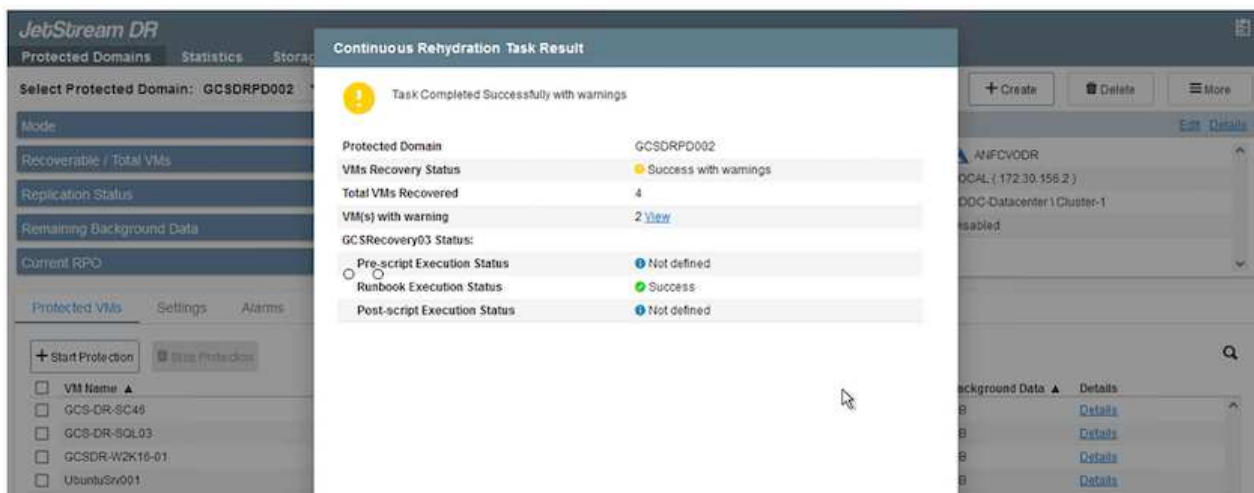 JetStream DR
Protected Domains Statistics Storag
Select Protected Domain: GCSDRPD002
+ Create Delete More
Mode
Edit Details
Recoverable / Total VMs
Replication Status
Remaining Background Data
Current RPO
ANFCVODR
OCAL ( 172.30.156.2 )
DDC-Datacenter \ Cluster-1
isabled
Continuous Rehydration Task Result
Task Completed Successfully with warnings
Protected Domain GCSDRPD002
VMs Recovery Status Success with warnings
Total VMs Recovered 4
VM(s) with warning 2 View
GCSRecovery03 Status:
Pre-script Execution Status Not defined
Runbook Execution Status Success
Post-script Execution Status Not defined
Protected VMs Settings Alarms
+ Start Protection Stop Protection
VM Name ▲ ackground Data ▲ Details
GCS-DR-SC46 B Details
GCS-DR-SQL03 B Details
GCSDR-W2K16-01 B Details
UbuntuSrv001 B Details